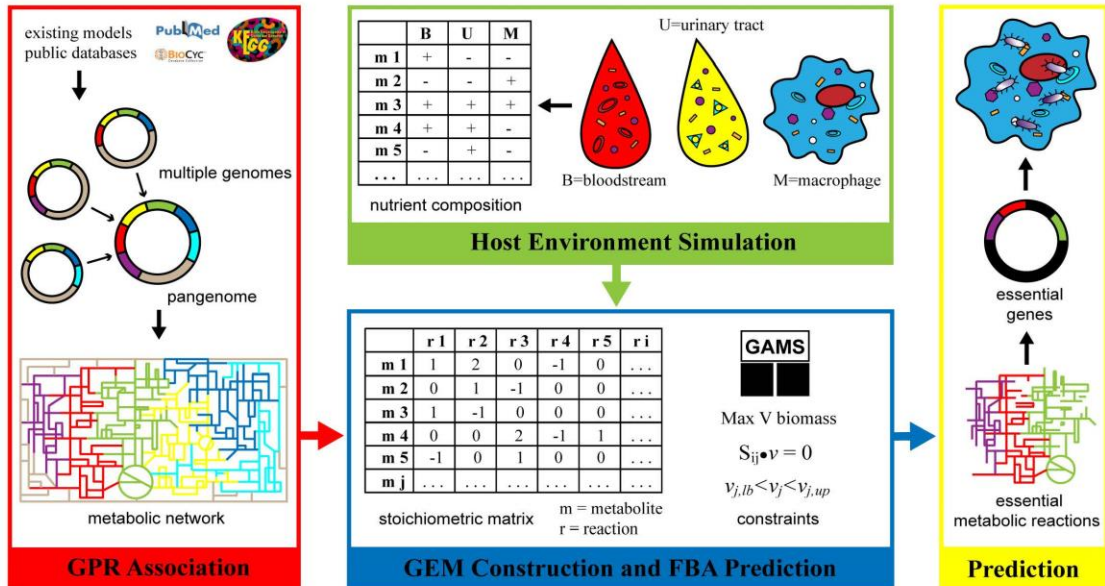 existing models
public databases
PubMed
BIOCYC
KEGG
multiple genomes
pangenome
metabolic network
GPR Association
B U M
m 1 + - -
m 2 - - +
m 3 + + +
m 4 + + -
m 5 - + -
... ... ... ...
nutrient composition
U=urinary tract
B=bloodstream
M=macrophage
Host Environment Simulation
r 1 r 2 r 3 r 4 r 5 r i
m 1 1 2 0 -1 0 ...
m 2 0 1 -1 0 0 ...
m 3 1 -1 0 0 0 ...
m 4 0 0 2 -1 1 ...
m 5 -1 0 1 0 0 ...
m j ... ... ... ... ... ...
stoichiometric matrix
m = metabolite
r = reaction
GAMS
Max V biomass
Sij•v = 0
vj,lb<vj<vj,up
constraints
GEM Construction and FBA Prediction
essential
genes
essential
metabolic reactions
Prediction